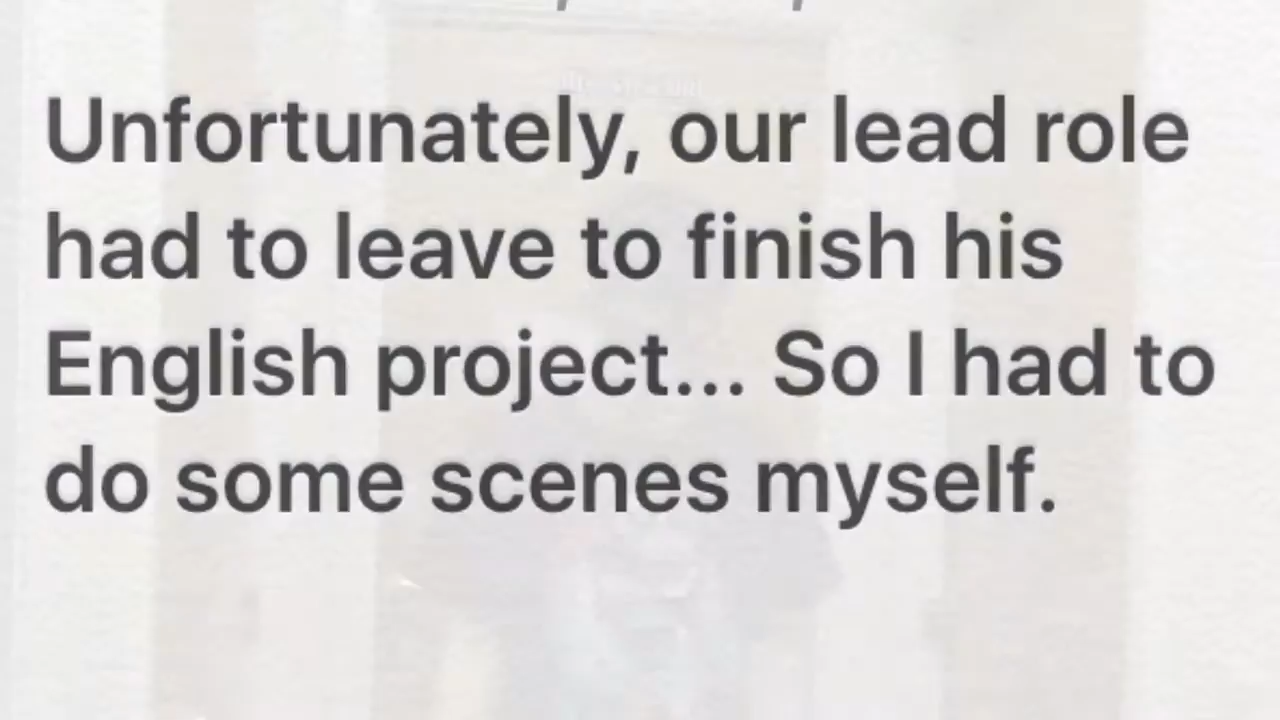 Unfortunately, our lead role
had to leave to finish his
English project... So I had to
do some scenes myself.